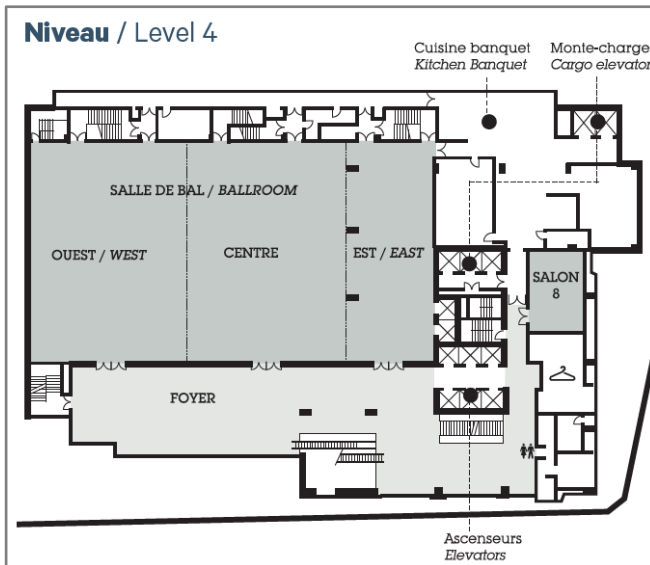 Niveau / Level 4
Cuisine banquet
Kitchen Banquet
Monte-charge
Cargo elevator
SALLE DE BAL / BALLROOM
OUEST / WEST
CENTRE
EST / EAST
SALON
8
FOYER
Ascenseurs
Elevators